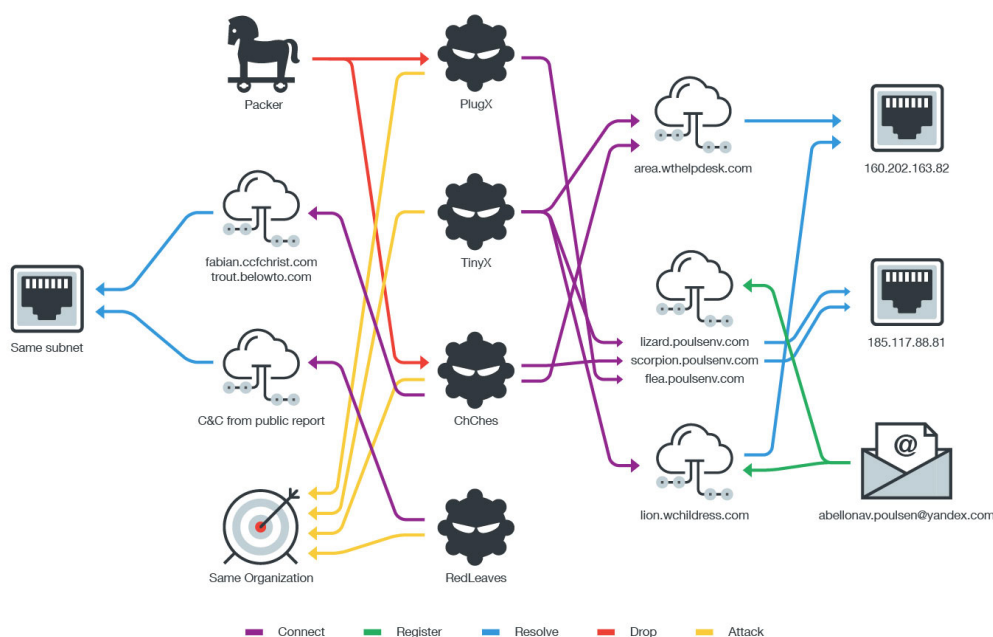 Packer
PlugX
area.wthelpdesk.com
160.202.163.82
fabian.ccfchrist.com
trout.belowto.com
TinyX
Same subnet
lizard.poulsenv.com
scorpion.poulsenv.com
flea.poulsenv.com
185.117.88.81
C&C from public report
ChChes
@
lion.wchildress.com
abellonav.poulsen@yandex.com
Same Organization
RedLeaves
Connect
Register
Resolve
Drop
Attack